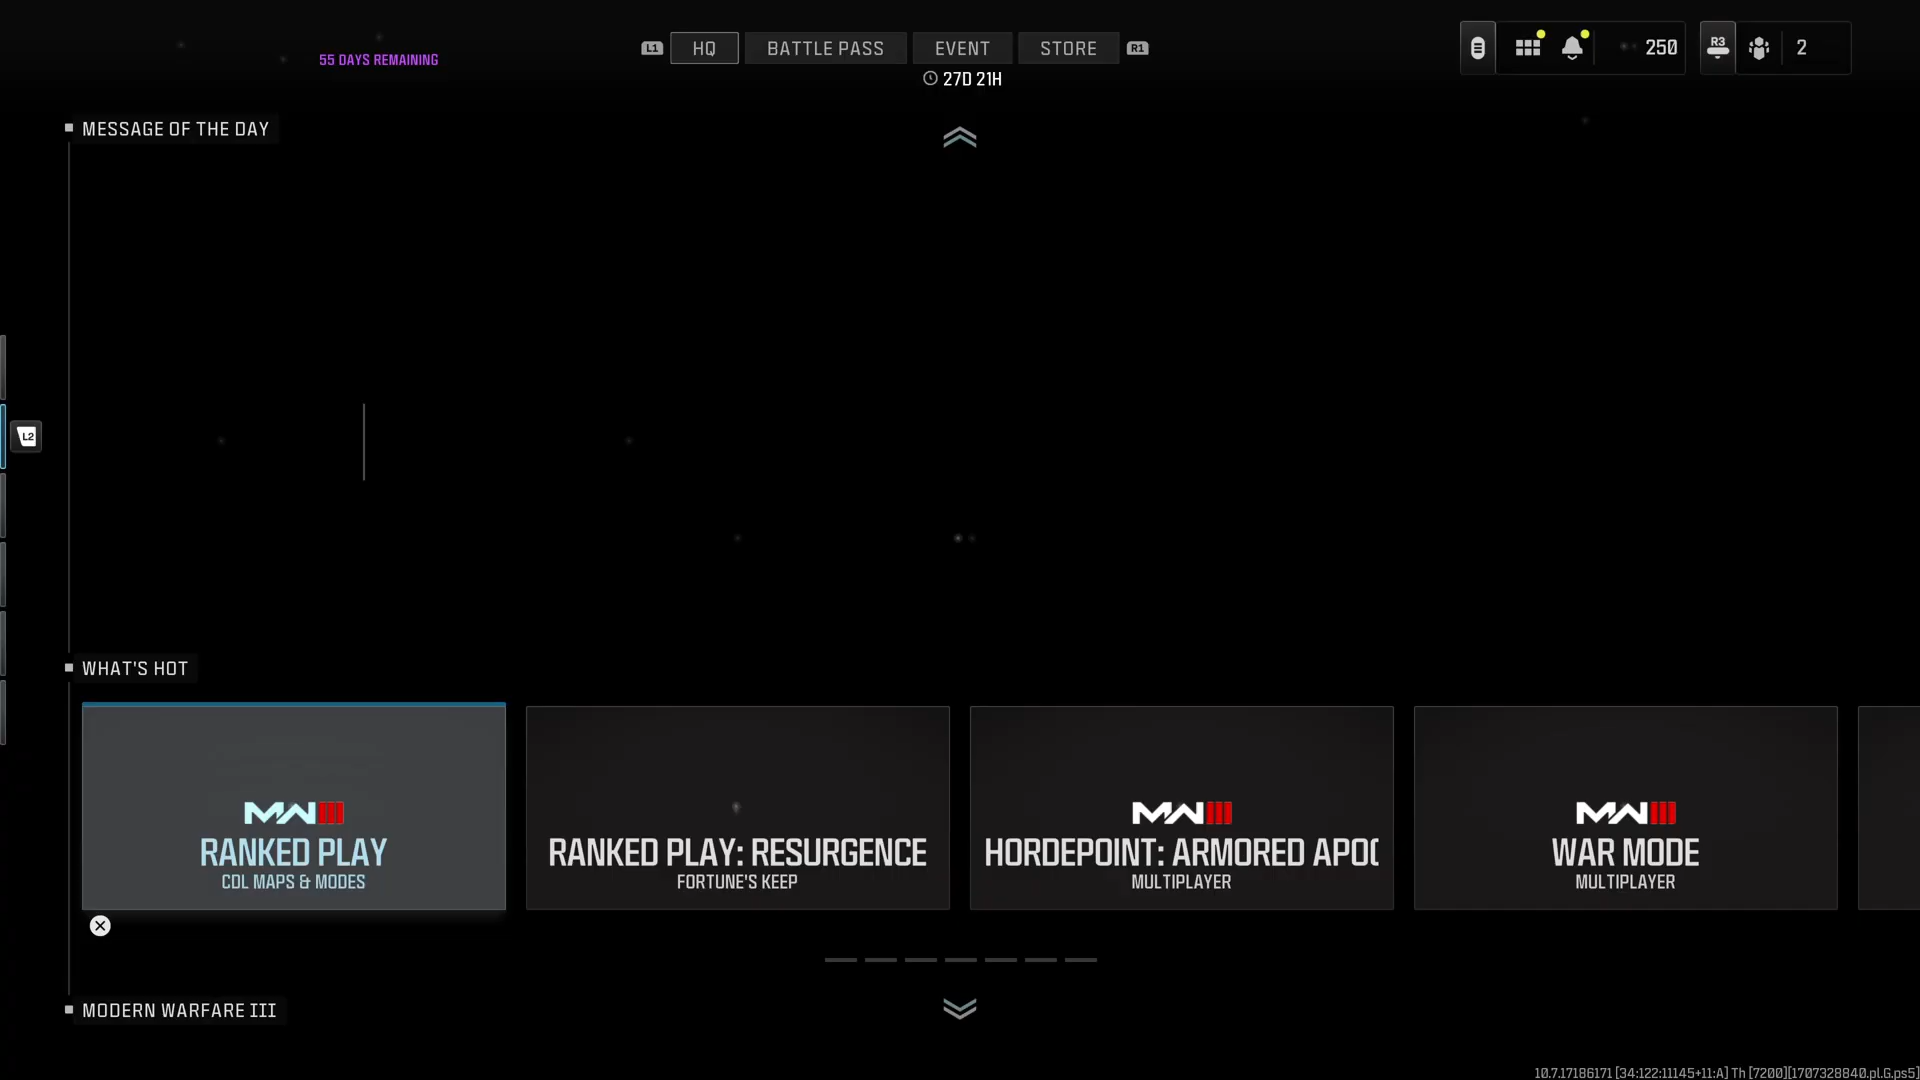 55 DAYS REMAINING
L1
HQ
BATTLE PASS
EVENT
STORE
R1
27D 21H
250
R3
2
MESSAGE OF THE DAY
L2
WHAT'S HOT
MWIII
RANKED PLAY
CDL MAPS & MODES
RANKED PLAY: RESURGENCE
FORTUNE'S KEEP
MWIII
HORDEPOINT: ARMORED APOC
MULTIPLAYER
MWIII
WAR MODE
MULTIPLAYER
MODERN WARFARE III
10.7.17186171 [34:122:11145+11:A] Th [7200][1707328840.pl.G.ps5]